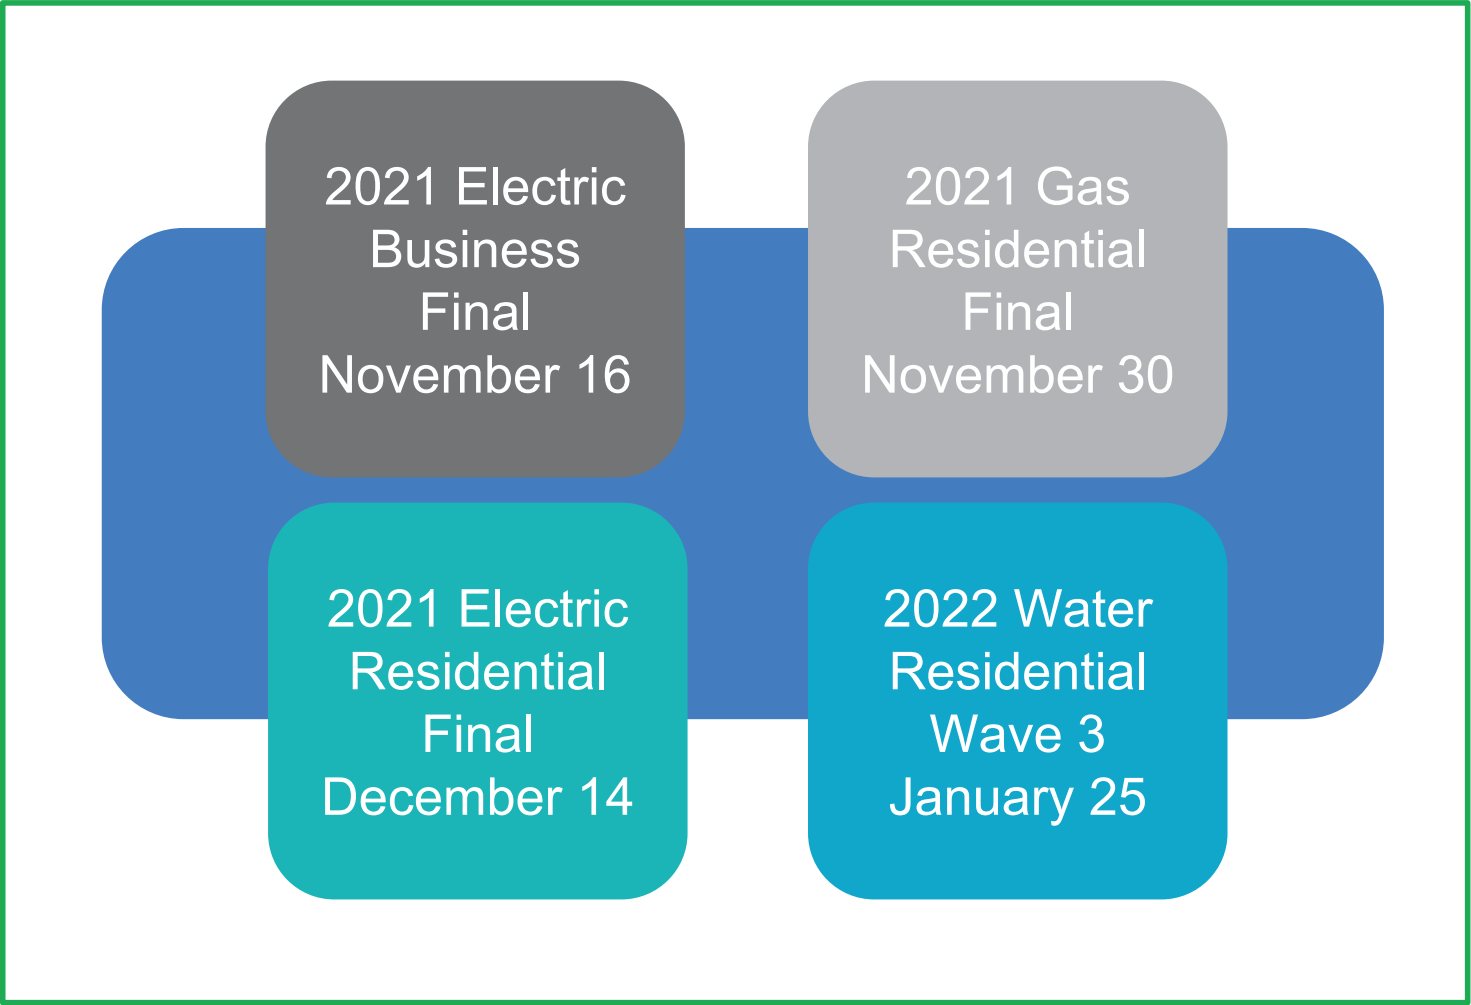 2021 Electric
Business
Final
November 16
2021 Gas
Residential
Final
November 30
2021 Electric
Residential
Final
December 14
2022 Water
Residential
Wave 3
January 25